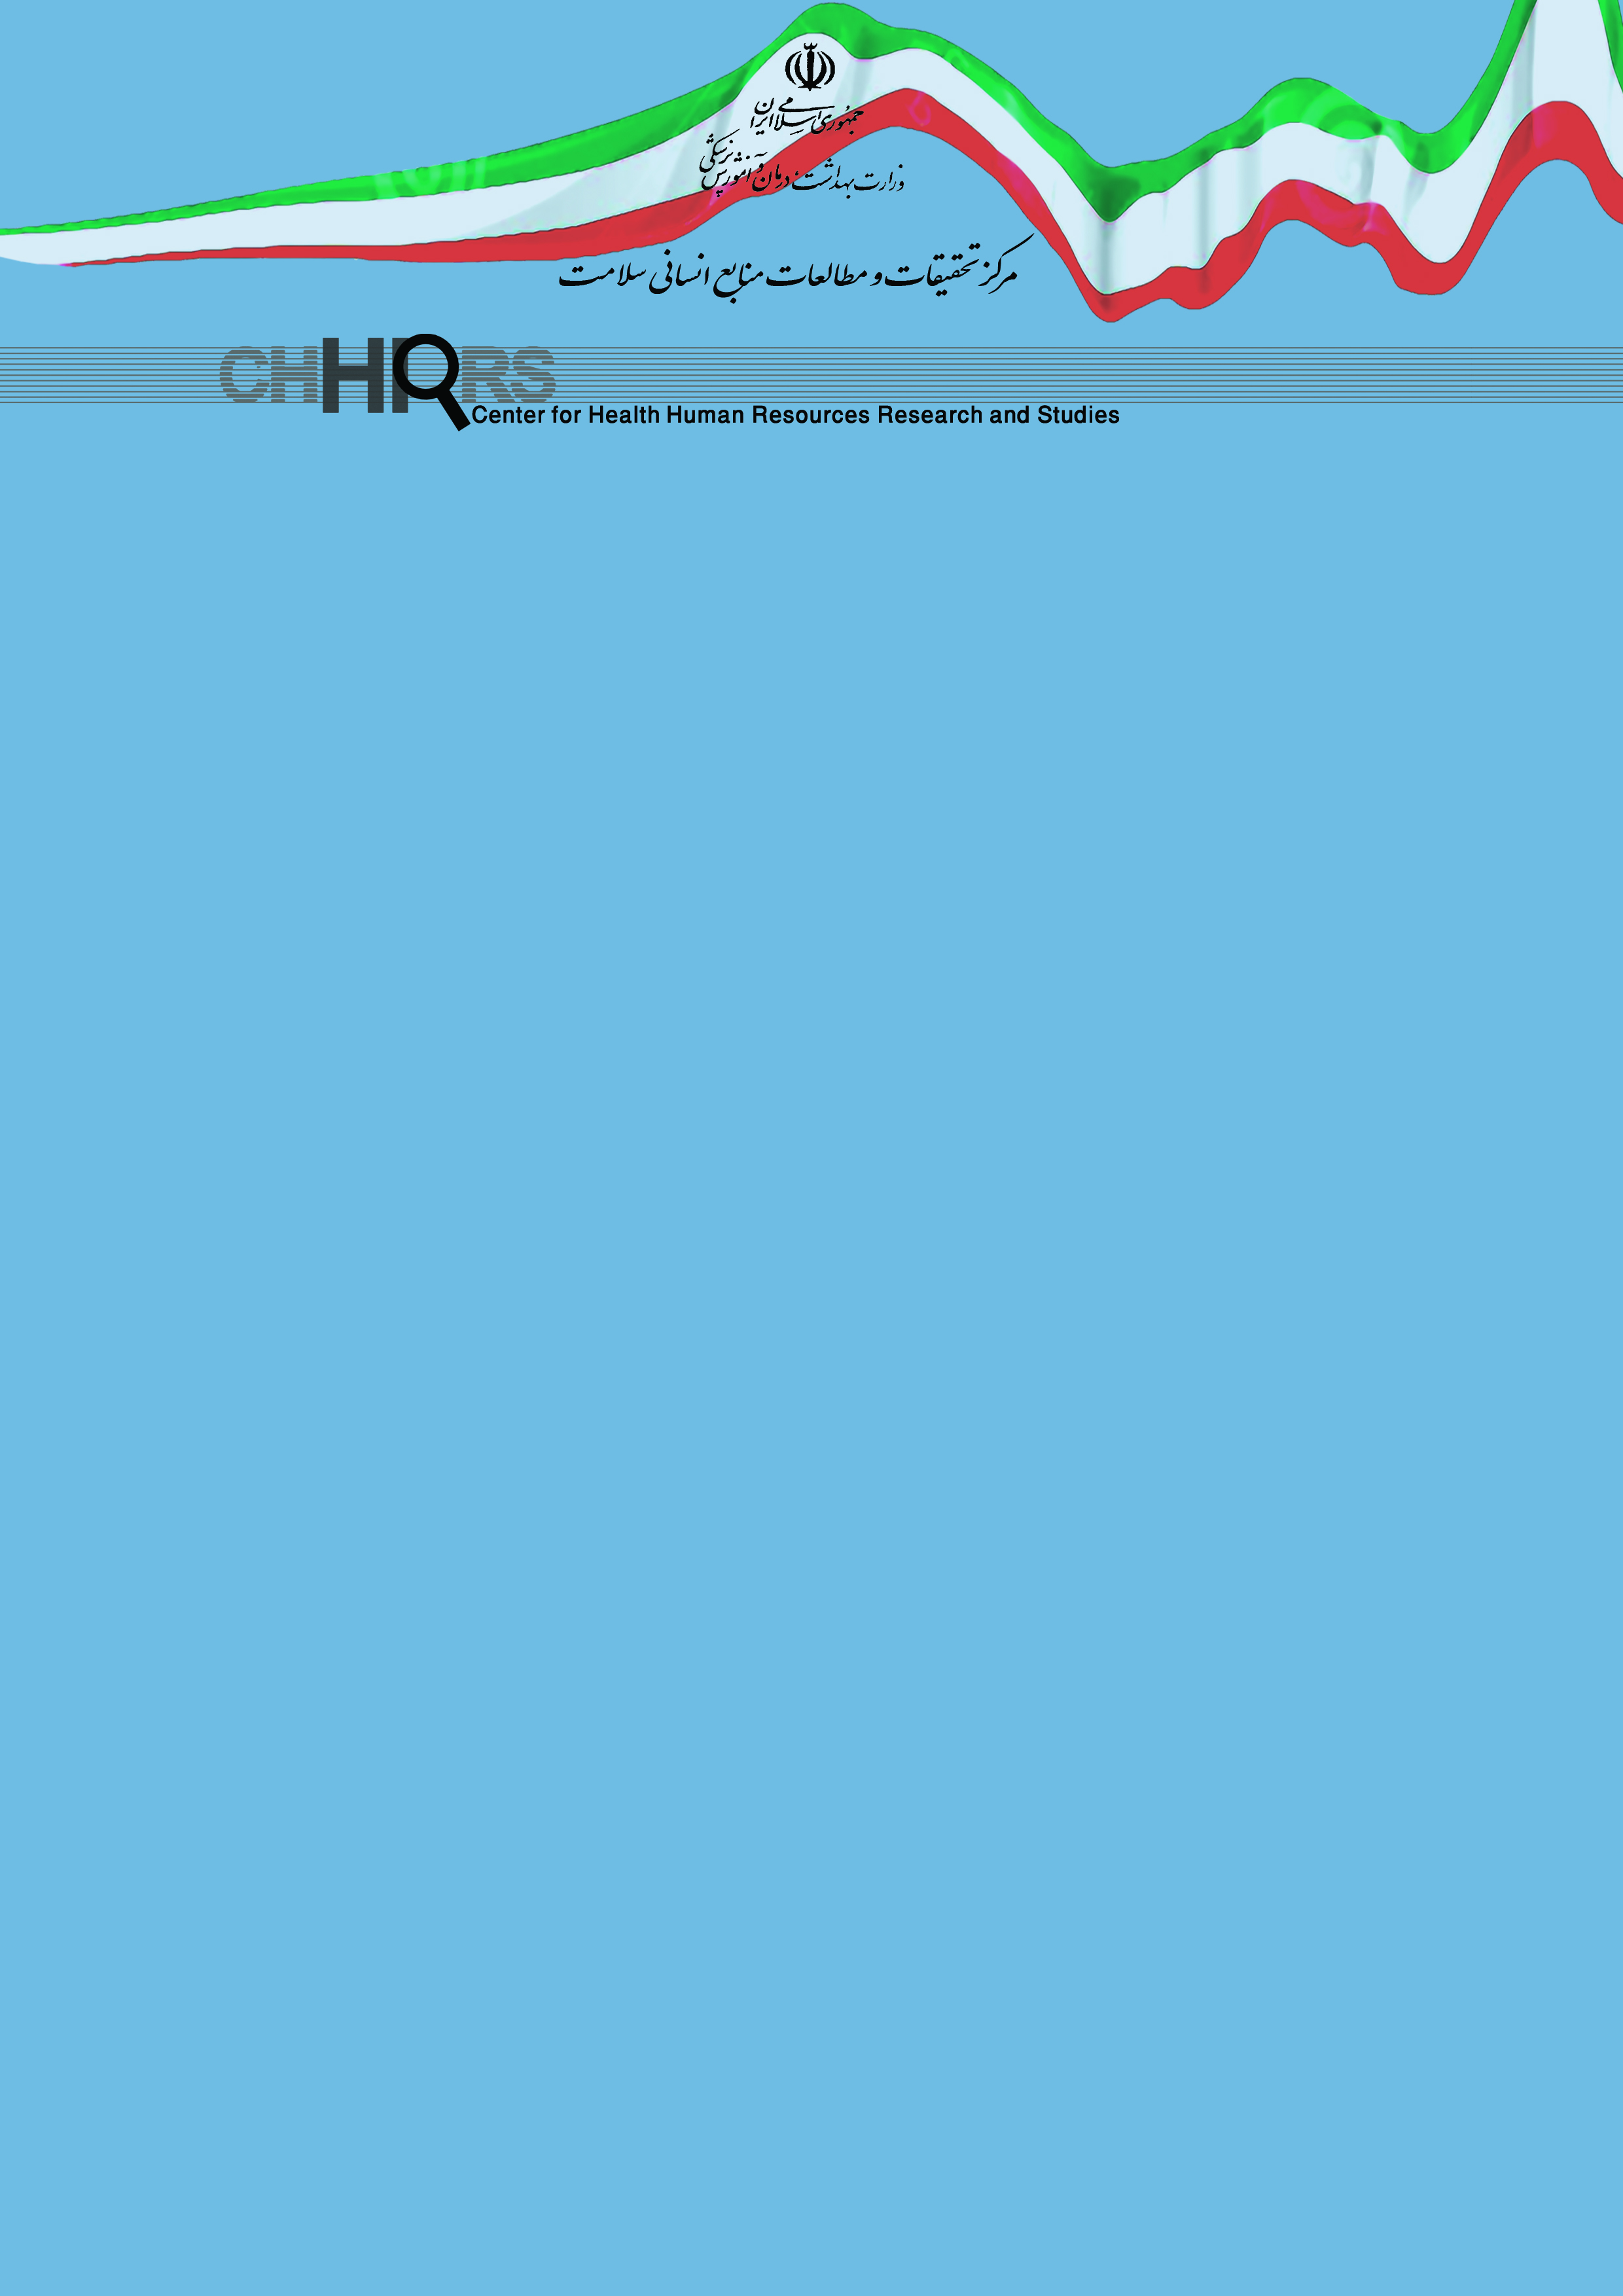 جمهوری اسلامی ایران
وزارت بهداشت، درمان و آموزش پزشکی
مرکز تحقیقات و مطالعات منابع انسانی سلامت
CHHRRS
Center for Health Human Resources Research and Studies